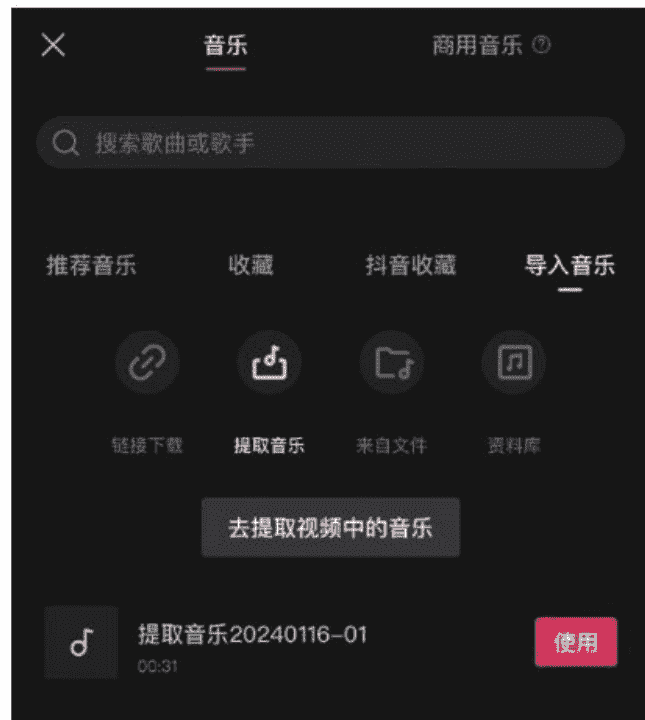 音乐 商用音乐
搜索歌曲或歌手
推荐音乐 收藏 抖音收藏 导入音乐
链接下载 提取音乐 来自文件 资料库
去提取视频中的音乐
提取音乐20240116-01 使用
00:31